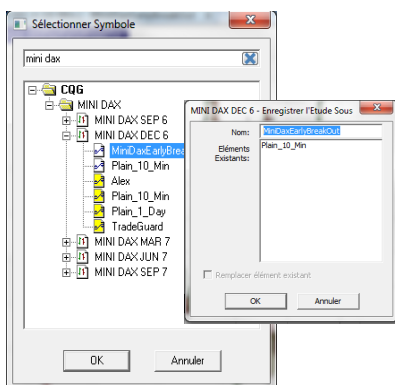 Sélectionner Symbole
mini dax
CQG
MINI DAX
MINI DAX SEP 6
MINI DAX DEC 6
MiniDaxEarlyBrea
Plain_10_Min
Alex
Plain_10_Min
Plain_1_Day
TradeGuard
MINI DAX MAR 7
MINI DAX JUN 7
MINI DAX SEP 7
OK Annuler
MINI DAX DEC 6 - Enregistrer l'Etude Sous
Nom: MiniDaxEarlyBreakOut
Eléments Plain_10_Min
Existants:
Remplacer élément existant
OK Annuler